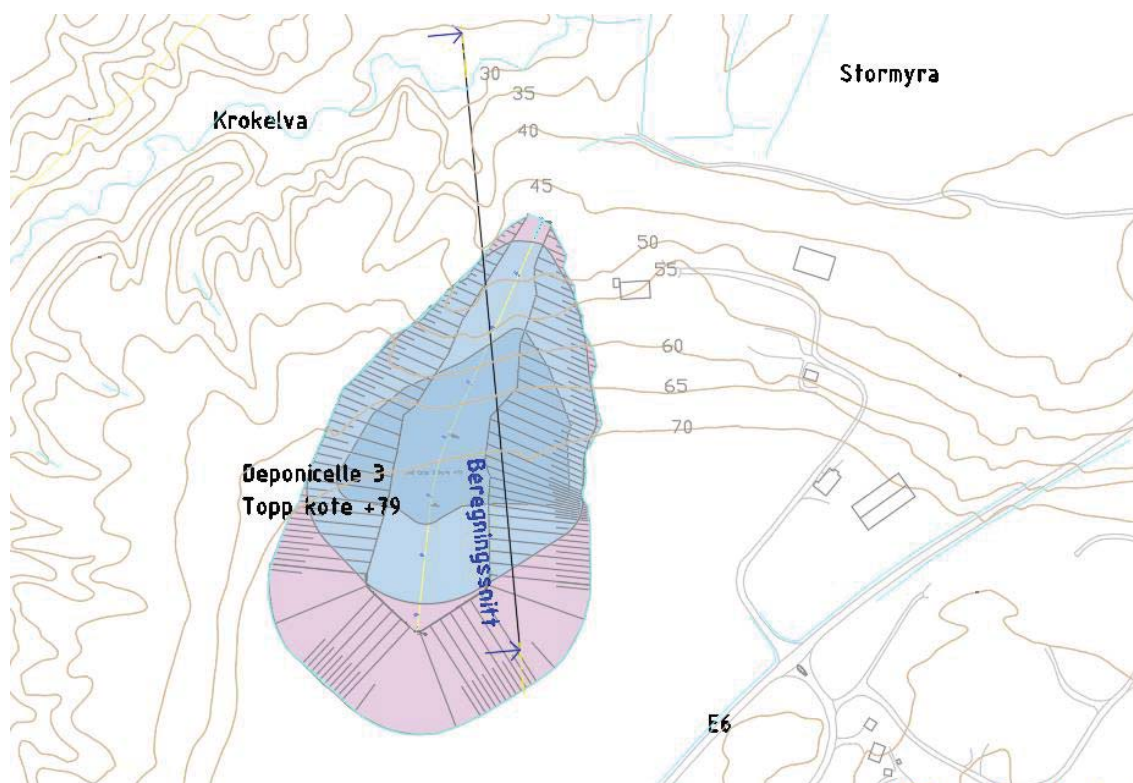 30
Stormyra
35
Krokelva
40
45
50
55
60
65
70
Deponicelle 3
Topp kote +79
Beregningssnitt
E6